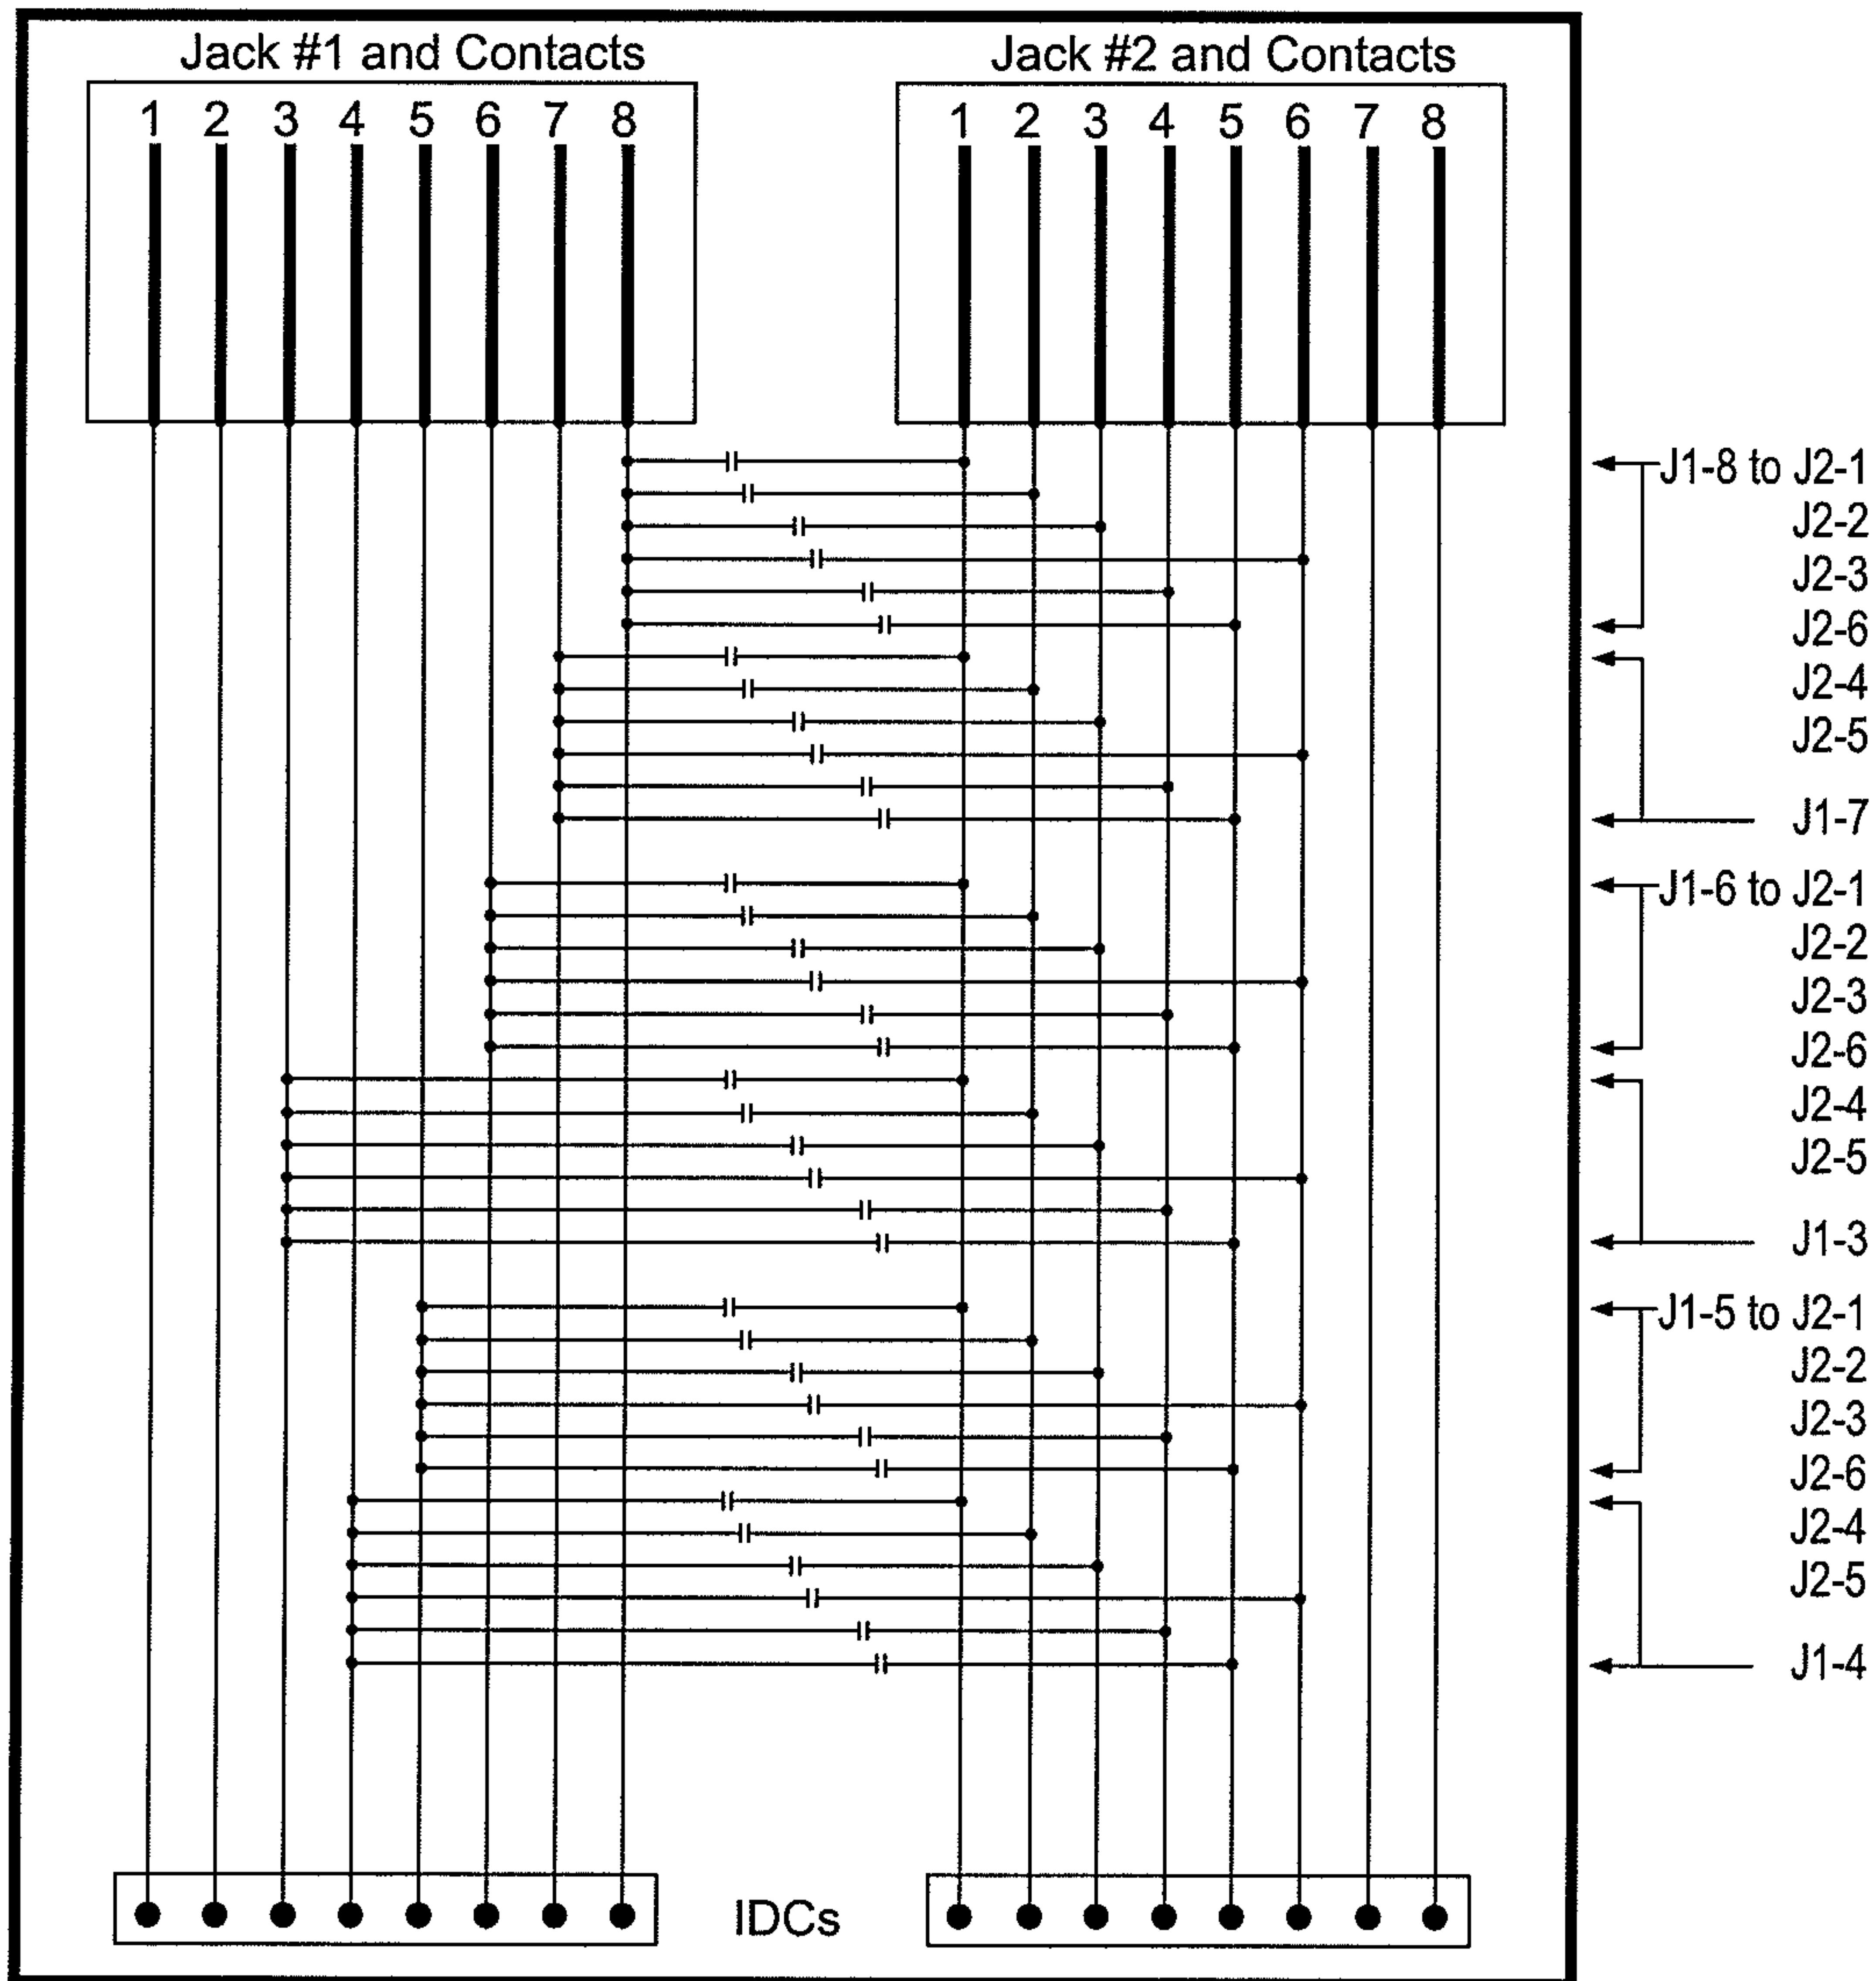 Jack #1 and Contacts
Jack #2 and Contacts
1 2 3 4 5 6 7 8
1 2 3 4 5 6 7 8
J1-8 to J2-1
J2-2
J2-3
J2-6
J2-4
J2-5
J1-7
J1-6 to J2-1
J2-2
J2-3
J2-6
J2-4
J2-5
J1-3
J1-5 to J2-1
J2-2
J2-3
J2-6
J2-4
J2-5
J1-4
IDCs